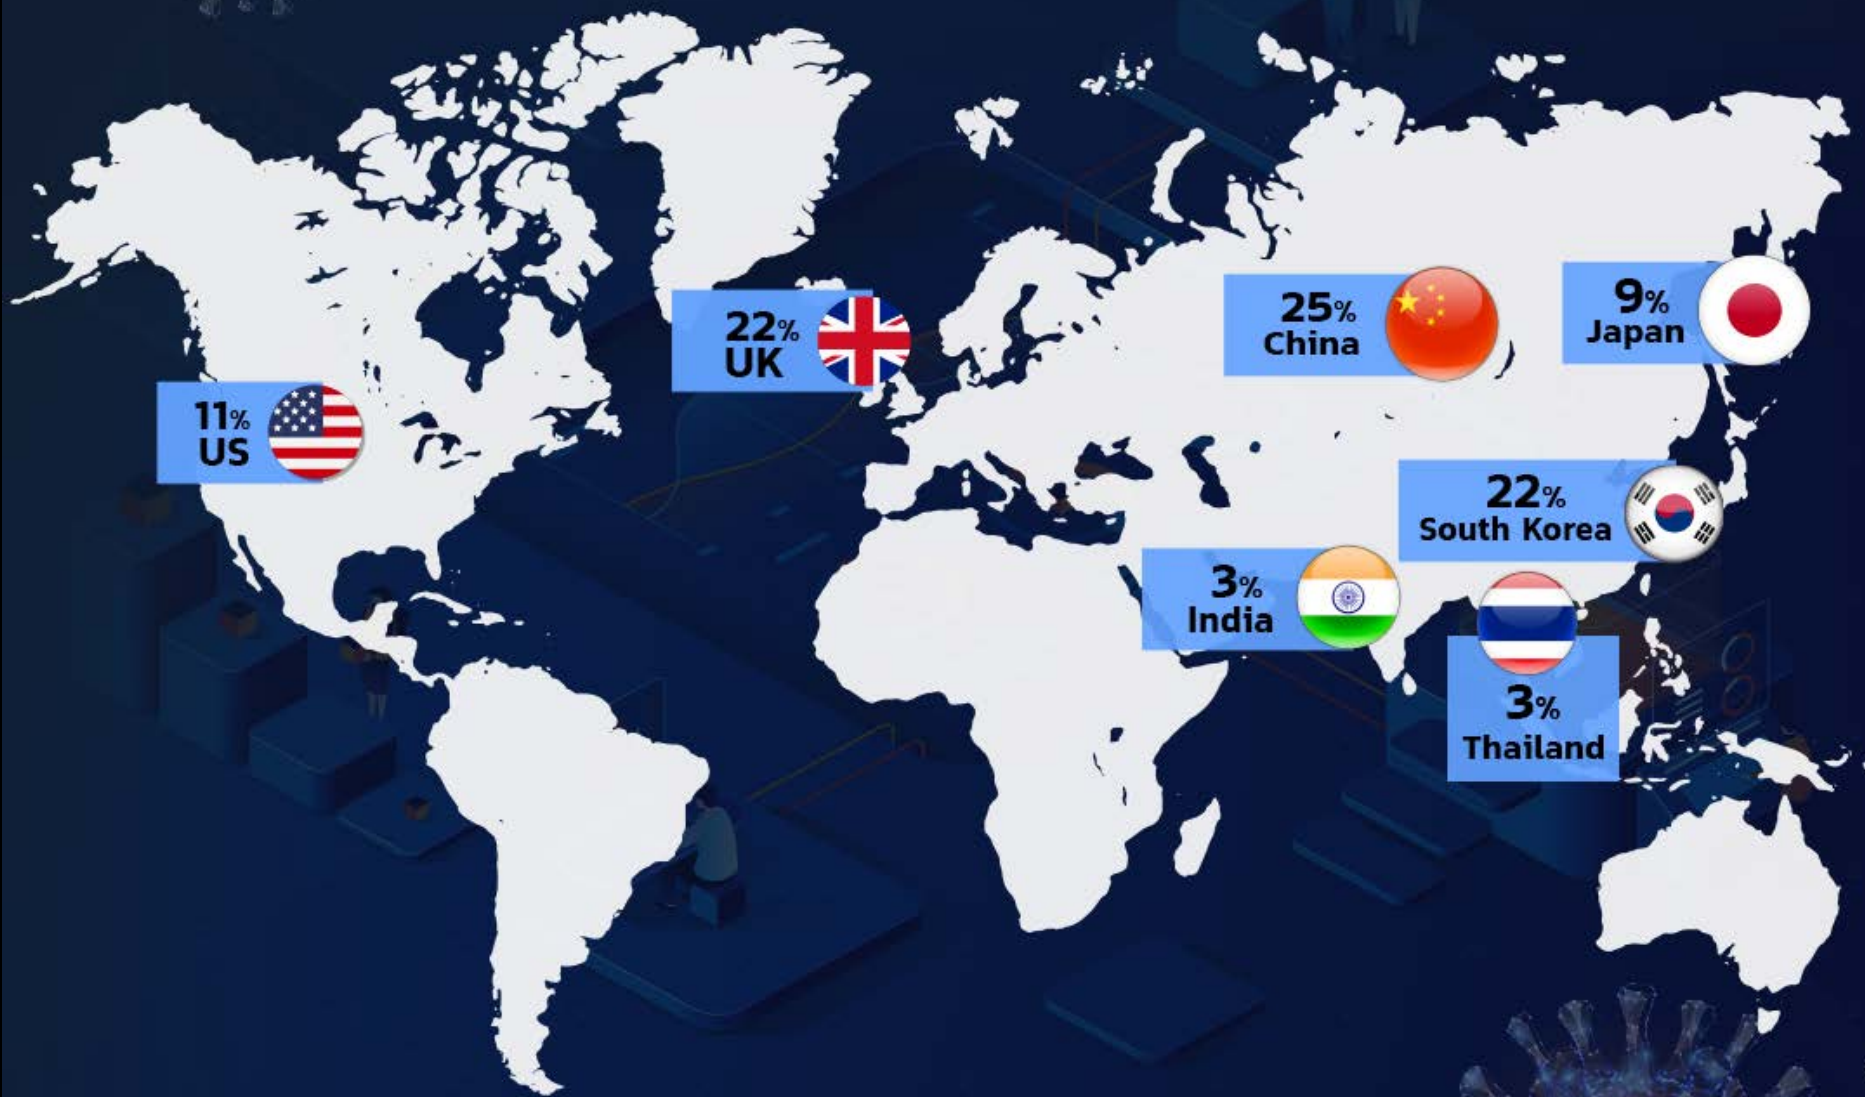 11%
US
22%
UK
25%
China
9%
Japan
22%
South Korea
3%
India
3%
Thailand